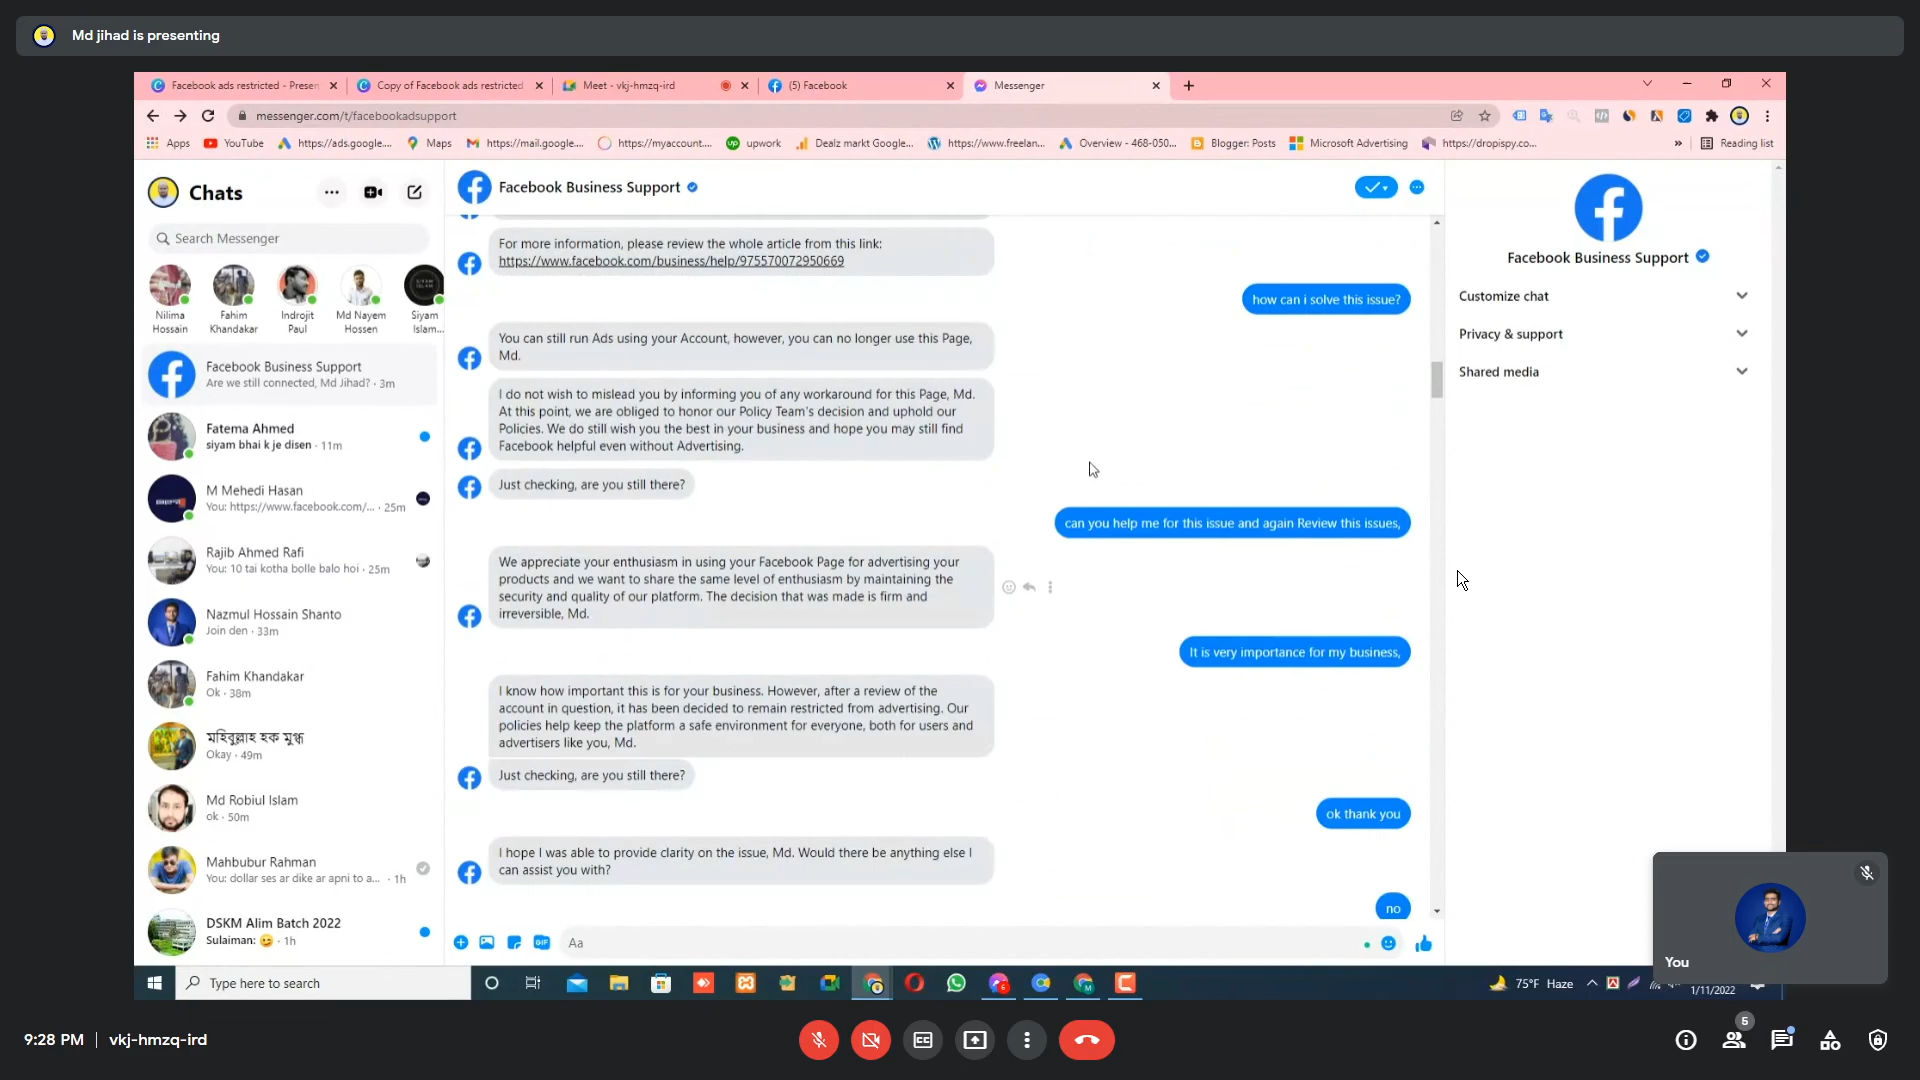 Md jihad is presenting
Facebook ads restricted - Presen
Copy of Facebook ads restricted
Meet - vkj-hmzq-ird
(5) Facebook
Messenger
messenger.com/t/facebookadsupport
Apps
YouTube
https://ads.google....
Maps
https://mail.google....
https://myaccount....
upwork
Dealz markt Google...
https://www.freelan...
Overview - 468-050...
Blogger: Posts
Microsoft Advertising
https://dropispy.co...
Reading list
Chats
Search Messenger
Nilima
Hossain
Fahim
Khandakar
Indrojit
Paul
Md Nayem
Hossen
Siyam
Islam...
Facebook Business Support
Are we still connected, Md Jihad? · 3m
Fatema Ahmed
siyam bhai k je disen · 11m
M Mehedi Hasan
You: https://www.facebook.com/... · 25m
Rajib Ahmed Rafi
You: 10 tai kotha bolle balo hoi · 25m
Nazmul Hossain Shanto
Join den · 33m
Fahim Khandakar
Ok · 38m
মহিবুল্লাহ হক মুগ্ধ
Okay · 49m
Md Robiul Islam
ok · 50m
Mahbubur Rahman
You: dollar ses ar dike ar apni to a... · 1h
DSKM Alim Batch 2022
Sulaiman: 😜 · 1h
Facebook Business Support
For more information, please review the whole article from this link:
https://www.facebook.com/business/help/975570072950669
how can i solve this issue?
You can still run Ads using your Account, however, you can no longer use this Page,
Md.
I do not wish to mislead you by informing you of any workaround for this Page, Md.
At this point, we are obliged to honor our Policy Team's decision and uphold our
Policies. We do still wish you the best in your business and hope you may still find
Facebook helpful even without Advertising.
Just checking, are you still there?
can you help me for this issue and again Review this issues,
We appreciate your enthusiasm in using your Facebook Page for advertising your
products and we want to share the same level of enthusiasm by maintaining the
security and quality of our platform. The decision that was made is firm and
irreversible, Md.
It is very importance for my business,
I know how important this is for your business. However, after a review of the
account in question, it has been decided to remain restricted from advertising. Our
policies help keep the platform a safe environment for everyone, both for users and
advertisers like you, Md.
Just checking, are you still there?
ok thank you
I hope I was able to provide clarity on the issue, Md. Would there be anything else I
can assist you with?
no
GIF
Aa
Facebook Business Support
Customize chat
Privacy & support
Shared media
You
Type here to search
75°F Haze
1/11/2022
9:28 PM
vkj-hmzq-ird
5